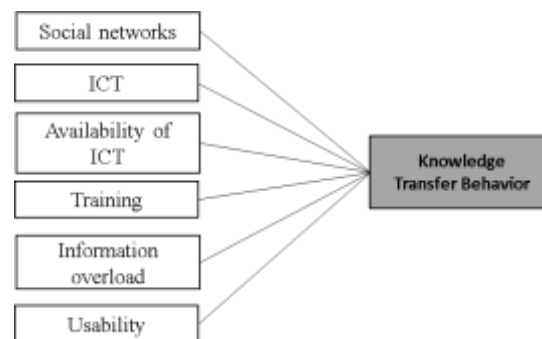 Social networks
ICT
Availability of
ICT
Training
Information
overload
Usability
Knowledge
Transfer Behavior